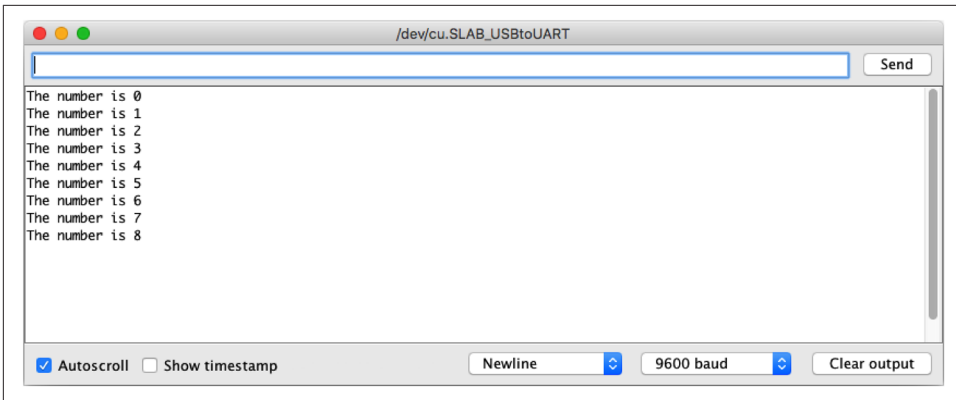 /dev/cu.SLAB_USBtoUART
Send
The number is 0
The number is 1
The number is 2
The number is 3
The number is 4
The number is 5
The number is 6
The number is 7
The number is 8
Autoscroll Show timestamp Newline 9600 baud Clear output